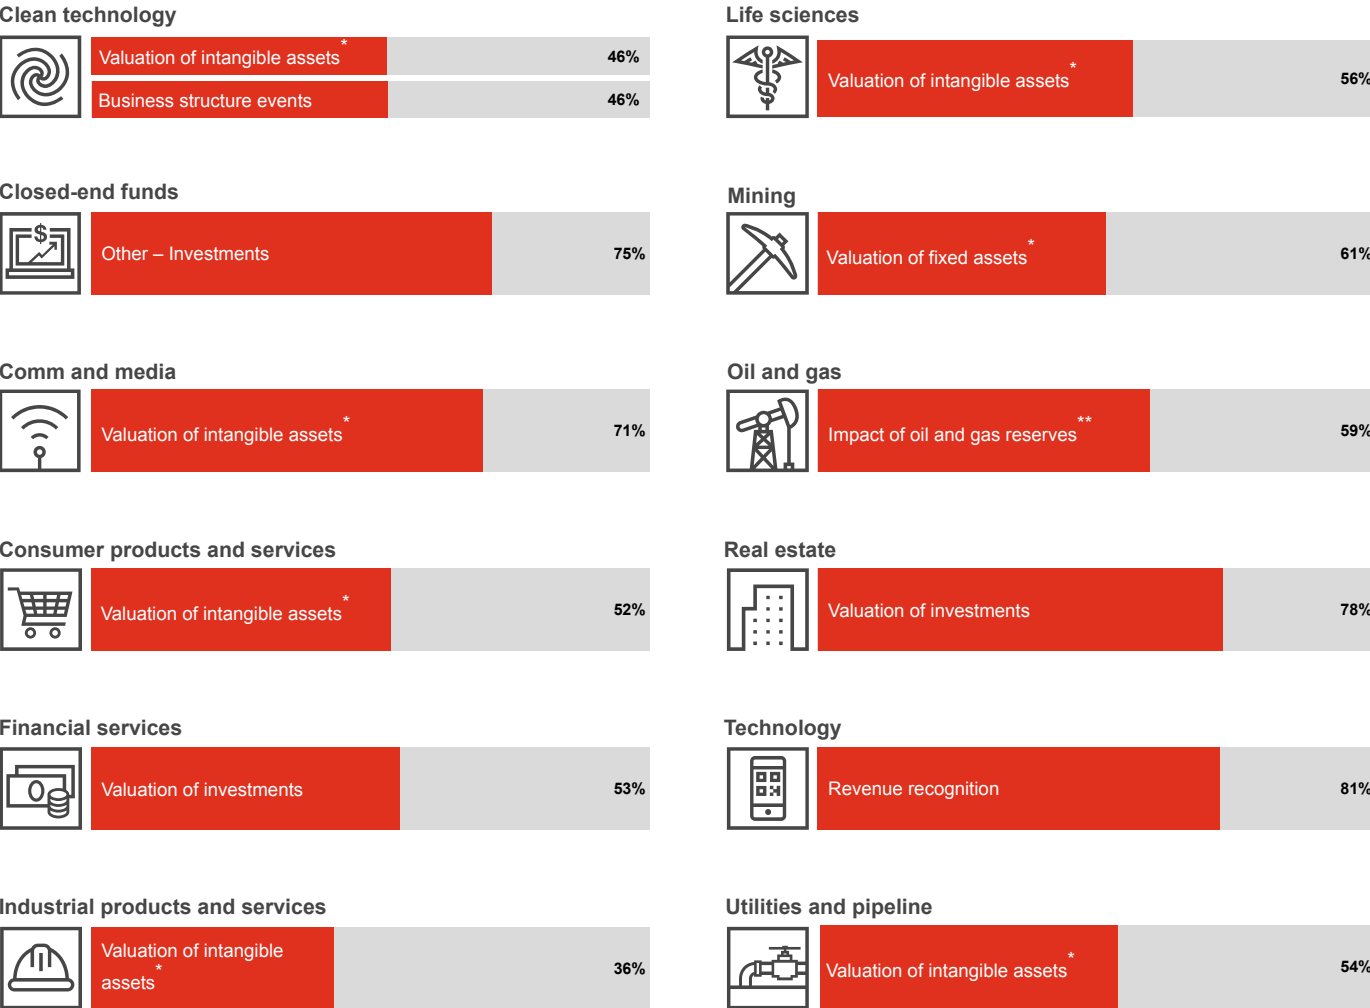 Clean technology
Valuation of intangible assets*
46%
Business structure events
46%
Closed-end funds
$
Other – Investments
75%
Comm and media
Valuation of intangible assets*
71%
Consumer products and services
Valuation of intangible assets*
52%
Financial services
Valuation of investments
53%
Industrial products and services
Valuation of intangible
assets*
36%
Life sciences
Valuation of intangible assets*
56%
Mining
Valuation of fixed assets*
61%
Oil and gas
Impact of oil and gas reserves**
59%
Real estate
Valuation of investments
78%
Technology
Revenue recognition
81%
Utilities and pipeline
Valuation of intangible assets*
54%